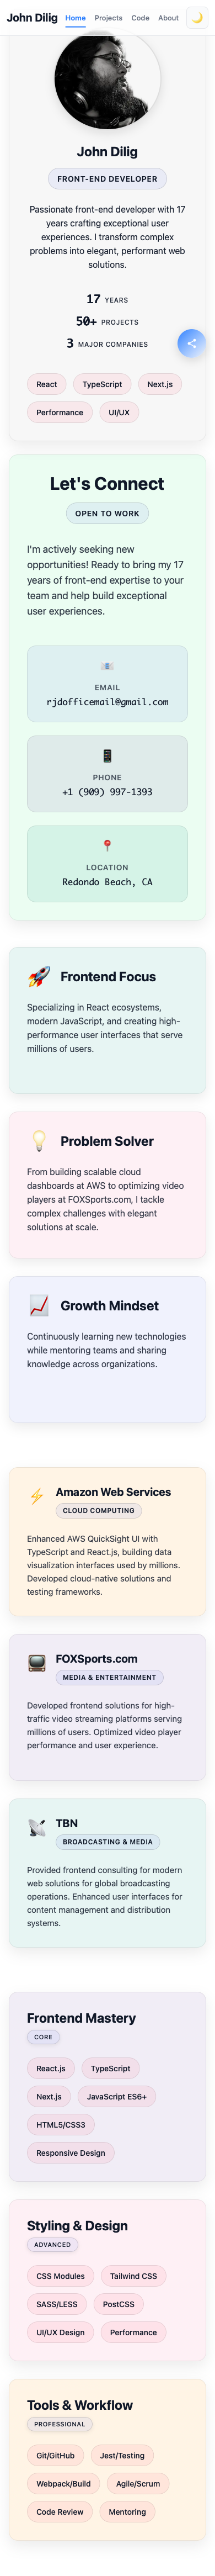 John Dilig Home Projects Code About
John Dilig
FRONT-END DEVELOPER
Passionate front-end developer with 17
years crafting exceptional user
experiences. I transform complex
problems into elegant, performant web
solutions.
17 YEARS
50+ PROJECTS
3 MAJOR COMPANIES
React TypeScript Next.js
Performance UI/UX
Let's Connect
OPEN TO WORK
I'm actively seeking new
opportunities! Ready to bring my 17
years of front-end expertise to your
team and help build exceptional
user experiences.
EMAIL
rjdofficemail@gmail.com
PHONE
+1 (909) 997-1393
LOCATION
Redondo Beach, CA
Frontend Focus
Specializing in React ecosystems,
modern JavaScript, and creating high-
performance user interfaces that serve
millions of users.
Problem Solver
From building scalable cloud
dashboards at AWS to optimizing video
players at FOXSports.com, I tackle
complex challenges with elegant
solutions at scale.
Growth Mindset
Continuously learning new technologies
while mentoring teams and sharing
knowledge across organizations.
Amazon Web Services
CLOUD COMPUTING
Enhanced AWS QuickSight UI with
TypeScript and React.js, building data
visualization interfaces used by millions.
Developed cloud-native solutions and
testing frameworks.
FOXSports.com
MEDIA & ENTERTAINMENT
Developed frontend solutions for high-
traffic video streaming platforms serving
millions of users. Optimized video player
performance and user experience.
TBN
BROADCASTING & MEDIA
Provided frontend consulting for modern
web solutions for global broadcasting
operations. Enhanced user interfaces for
content management and distribution
systems.
Frontend Mastery
CORE
React.js TypeScript
Next.js JavaScript ES6+
HTML5/CSS3
Responsive Design
Styling & Design
ADVANCED
CSS Modules Tailwind CSS
SASS/LESS PostCSS
UI/UX Design Performance
Tools & Workflow
PROFESSIONAL
Git/GitHub Jest/Testing
Webpack/Build Agile/Scrum
Code Review Mentoring